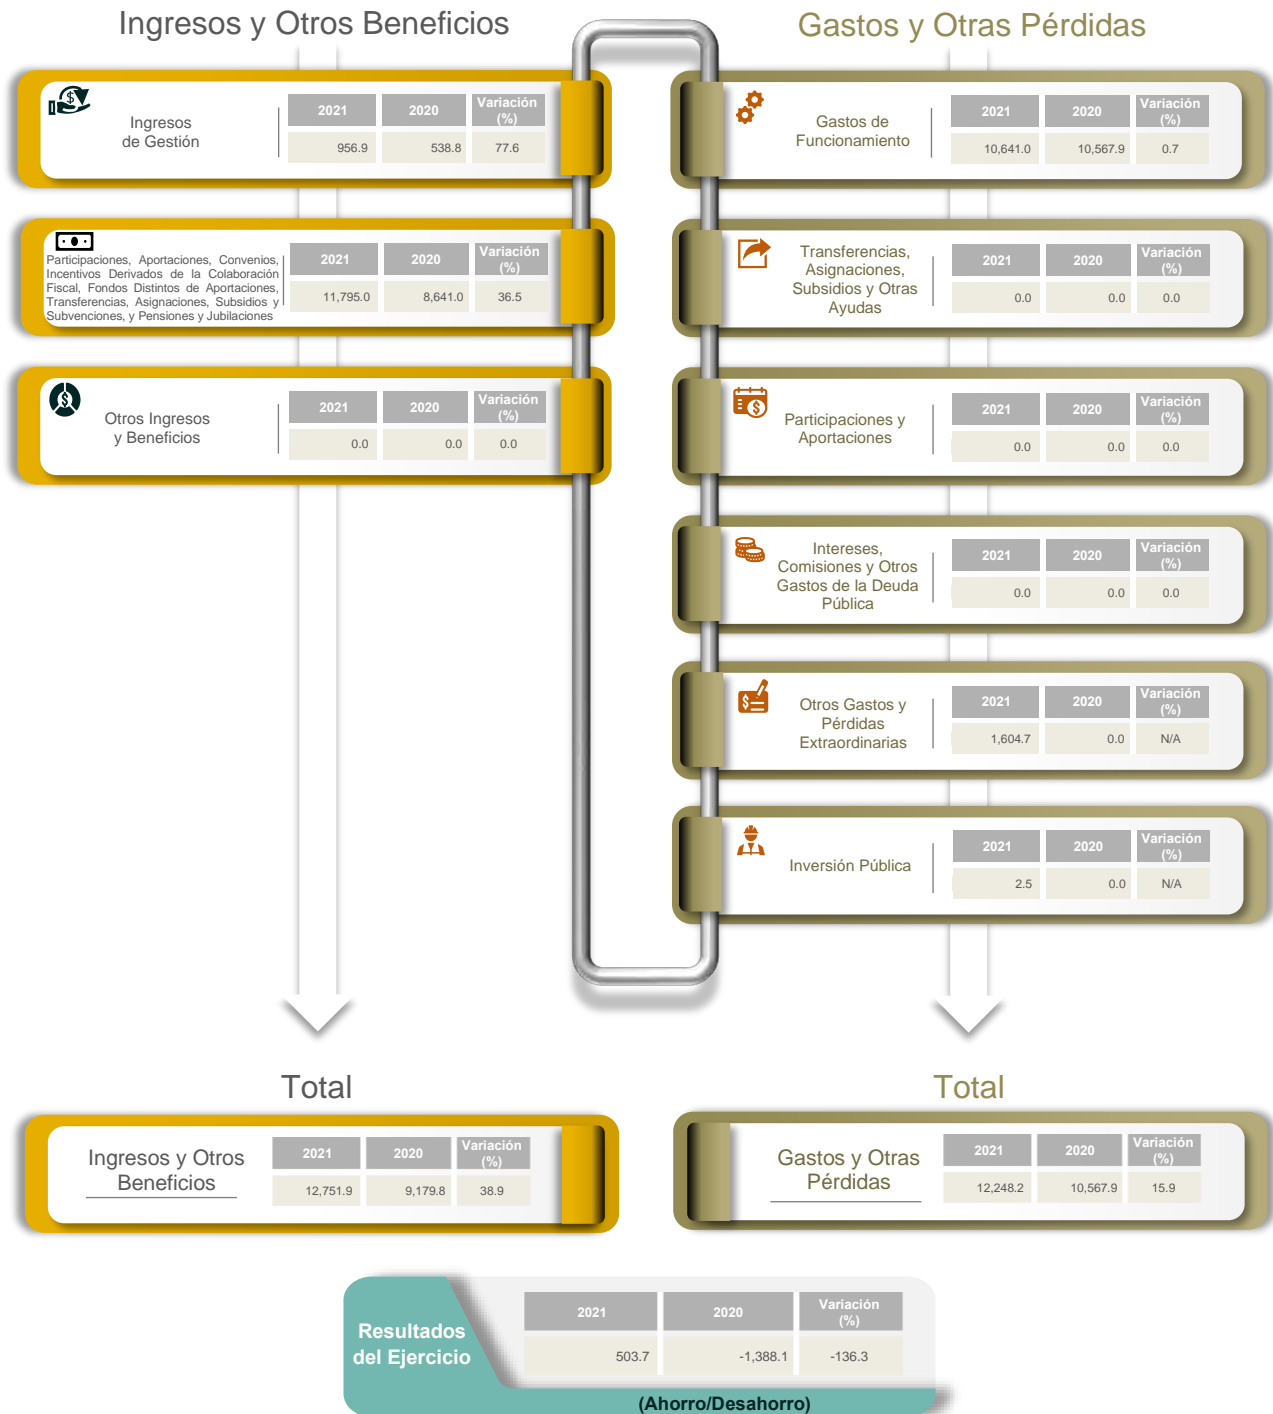 Ingresos y Otros Beneficios
Ingresos
de Gestión
2021 2020 Variación
(%)
956.9 538.8 77.6
Participaciones, Aportaciones, Convenios,
Incentivos Derivados de la Colaboración
Fiscal, Fondos Distintos de Aportaciones,
Transferencias, Asignaciones, Subsidios y
Subvenciones, y Pensiones y Jubilaciones
2021 2020 Variación
(%)
11,795.0 8,641.0 36.5
Otros Ingresos
y Beneficios
2021 2020 Variación
(%)
0.0 0.0 0.0
Total
Ingresos y Otros
Beneficios
2021 2020 Variación
(%)
12,751.9 9,179.8 38.9
Gastos y Otras Pérdidas
Gastos de
Funcionamiento
2021 2020 Variación
(%)
10,641.0 10,567.9 0.7
Transferencias,
Asignaciones,
Subsidios y Otras
Ayudas
2021 2020 Variación
(%)
0.0 0.0 0.0
Participaciones y
Aportaciones
2021 2020 Variación
(%)
0.0 0.0 0.0
Intereses,
Comisiones y Otros
Gastos de la Deuda
Pública
2021 2020 Variación
(%)
0.0 0.0 0.0
Otros Gastos y
Pérdidas
Extraordinarias
2021 2020 Variación
(%)
1,604.7 0.0 N/A
Inversión Pública
2021 2020 Variación
(%)
2.5 0.0 N/A
Total
Gastos y Otras
Pérdidas
2021 2020 Variación
(%)
12,248.2 10,567.9 15.9
Resultados
del Ejercicio
2021 2020 Variación
(%)
503.7 -1,388.1 -136.3
(Ahorro/Desahorro)